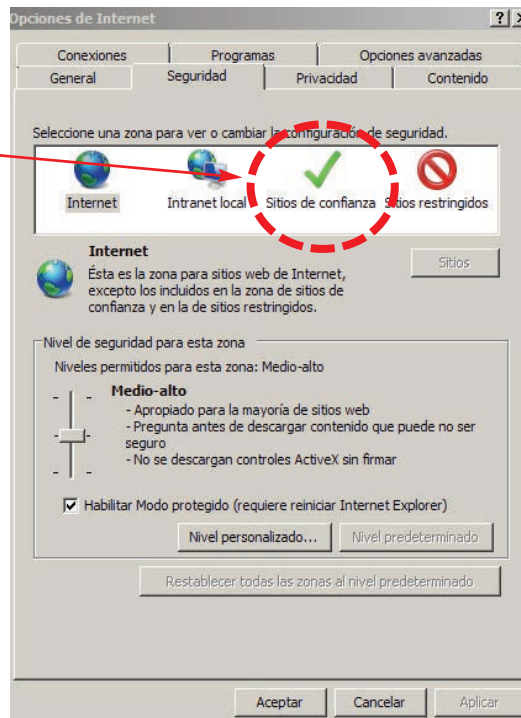 Opciones de Internet
Conexiones Programas Opciones avanzadas
General Seguridad Privacidad Contenido
Seleccione una zona para ver o cambiar la configuración de seguridad.
Internet Intranet local Sitios de confianza Sitios restringidos
Internet
Sitios
Ésta es la zona para sitios web de Internet,
excepto los incluidos en la zona de sitios de
confianza y en la de sitios restringidos.
Nivel de seguridad para esta zona
Niveles permitidos para esta zona: Medio-alto
Medio-alto
- Apropiado para la mayoría de sitios web
- Pregunta antes de descargar contenido que puede no ser
seguro
- No se descargan controles ActiveX sin firmar
Habilitar Modo protegido (requiere reiniciar Internet Explorer)
Nivel personalizado... Nivel predeterminado
Restablecer todas las zonas al nivel predeterminado
Aceptar Cancelar Aplicar